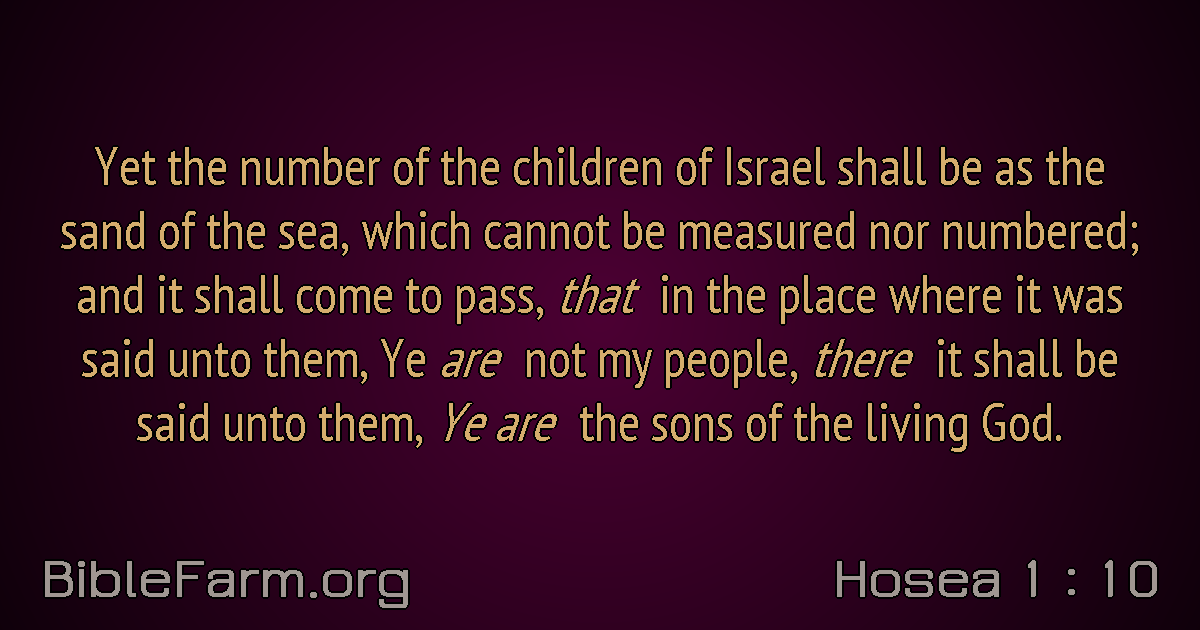 Yet the number of the children of Israel shall be as the
sand of the sea, which cannot be measured nor numbered;
and it shall come to pass, that in the place where it was
said unto them, Ye are not my people, there it shall be
said unto them, Ye are the sons of the living God.
BibleFarm.org
Hosea 1 : 10